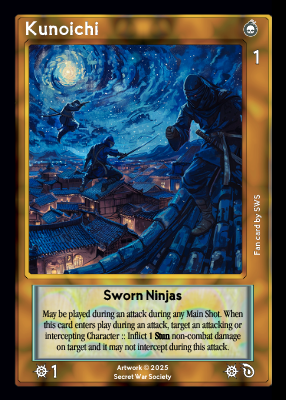 Kunoichi
1
Fan card by SWS
Sworn Ninjas
May be played during an attack during any Main Shot. When
this card enters play during an attack, target an attacking or
intercepting Character :: Inflict 1 Stun non-combat damage
on target and it may not intercept during this attack.
1
Artwork © 2025
Secret War Society